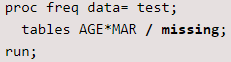 proc freq data= test;
tables AGE*MAR / missing;
run;